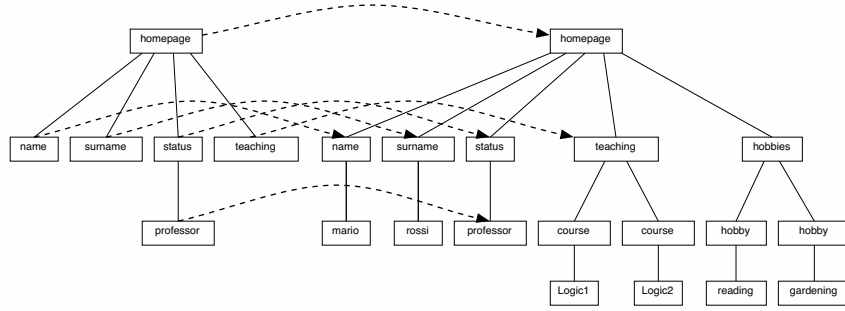 homepage homepage
name surname status teaching name surname status teaching hobbies
professor mario rossi professor course course hobby hobby
Logic1 Logic2 reading gardening